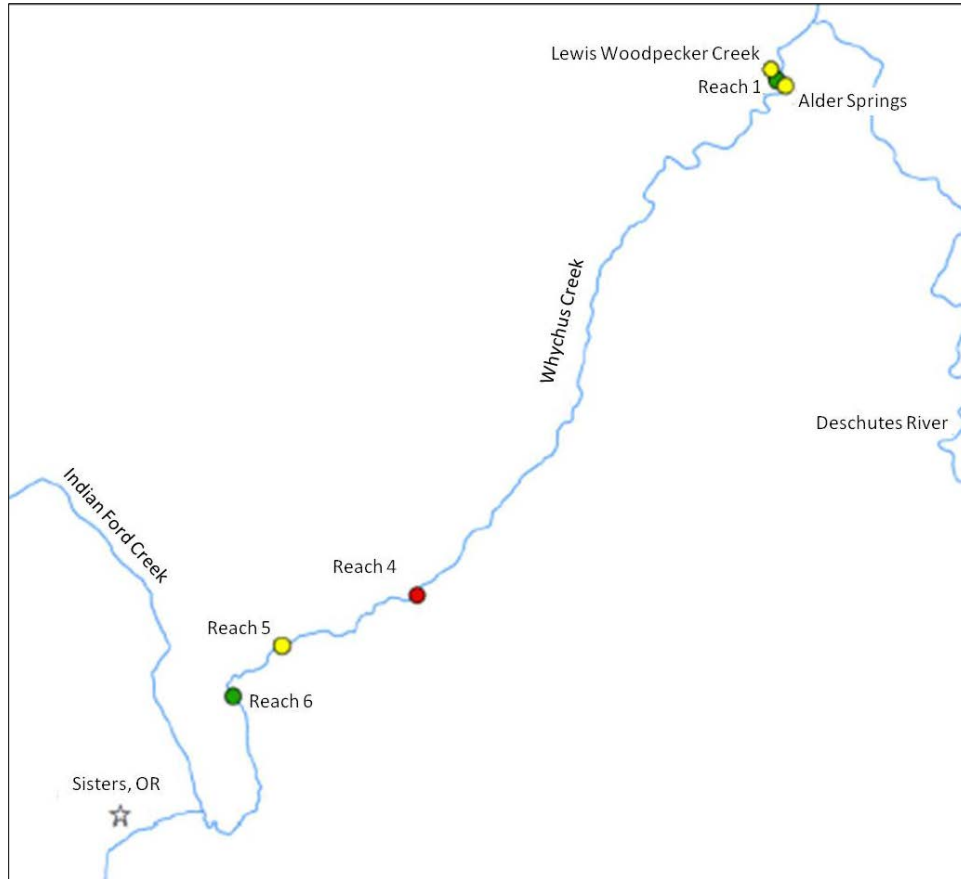 Lewis Woodpecker Creek
Reach 1
Alder Springs
Whychus Creek
Deschutes River
Indian Ford Creek
Reach 4
Reach 5
Reach 6
Sisters, OR